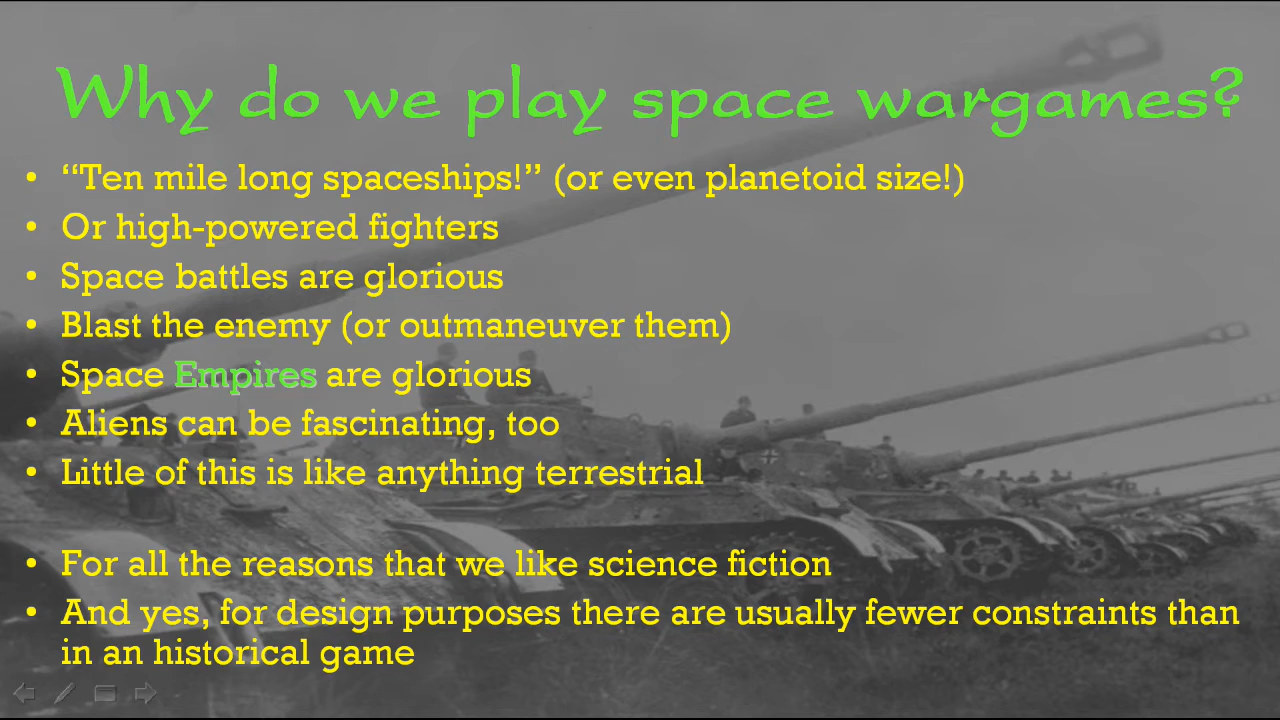 Why do we play space wargames?
• “Ten mile long spaceships!” (or even planetoid size!)
• Or high-powered fighters
• Space battles are glorious
• Blast the enemy (or outmaneuver them)
• Space Empires are glorious
• Aliens can be fascinating, too
• Little of this is like anything terrestrial
• For all the reasons that we like science fiction
• And yes, for design purposes there are usually fewer constraints than
in an historical game